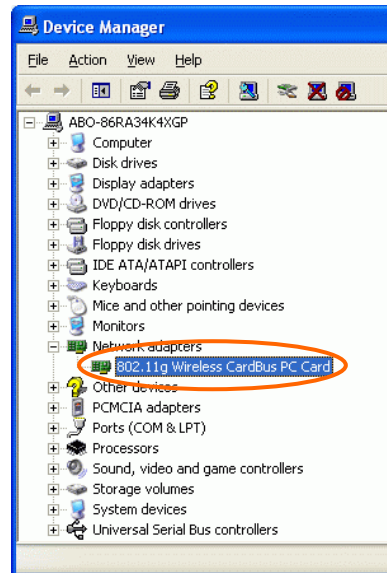 Device Manager
File Action View Help
ABO-86RA34K4XGP
Computer
Disk drives
Display adapters
DVD/CD-ROM drives
Floppy disk controllers
Floppy disk drives
IDE ATA/ATAPI controllers
Keyboards
Mice and other pointing devices
Monitors
Network adapters
802.11g Wireless CardBus PC Card
Other devices
PCMCIA adapters
Ports (COM & LPT)
Processors
Sound, video and game controllers
Storage volumes
System devices
Universal Serial Bus controllers